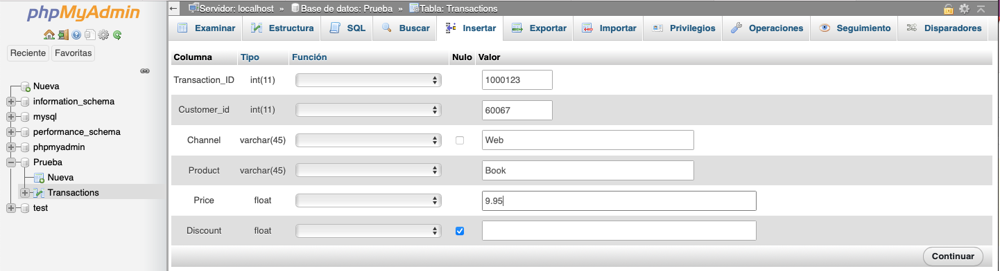 phpMyAdmin
Reciente Favoritas
Nueva
information_schema
mysql
performance_schema
phpmyadmin
Prueba
Nueva
Transactions
test
Servidor: localhost » Base de datos: Prueba » Tabla: Transactions
Examinar Estructura SQL Buscar Insertar Exportar Importar Privilegios Operaciones Seguimiento Disparadores
Columna Tipo Función Nulo Valor
Transaction_ID int(11) 1000123
Customer_id int(11) 60067
Channel varchar(45) Web
Product varchar(45) Book
Price float 9.95
Discount float
Continuar